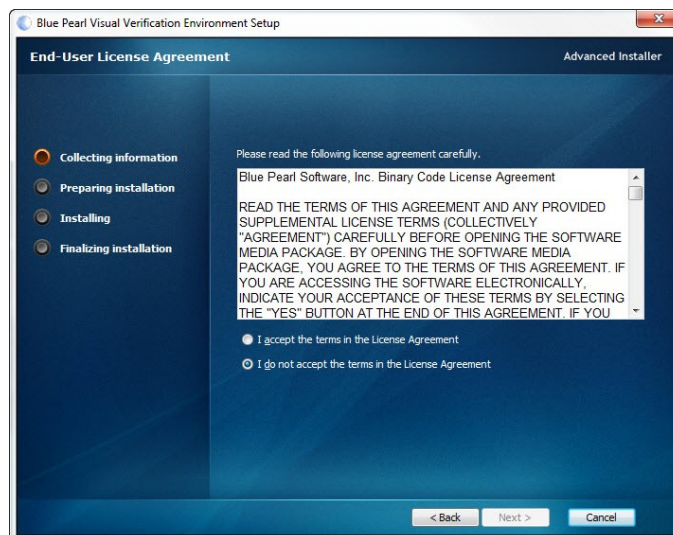 Blue Pearl Visual Verification Environment Setup
End-User License Agreement
Advanced Installer
Collecting information
Preparing installation
Installing
Finalizing installation
Please read the following license agreement carefully.
Blue Pearl Software, Inc. Binary Code License Agreement
READ THE TERMS OF THIS AGREEMENT AND ANY PROVIDED
SUPPLEMENTAL LICENSE TERMS (COLLECTIVELY
"AGREEMENT") CAREFULLY BEFORE OPENING THE SOFTWARE
MEDIA PACKAGE. BY OPENING THE SOFTWARE MEDIA
PACKAGE, YOU AGREE TO THE TERMS OF THIS AGREEMENT. IF
YOU ARE ACCESSING THE SOFTWARE ELECTRONICALLY,
INDICATE YOUR ACCEPTANCE OF THESE TERMS BY SELECTING
THE "YES" BUTTON AT THE END OF THIS AGREEMENT. IF YOU
I accept the terms in the License Agreement
I do not accept the terms in the License Agreement
< Back
Next >
Cancel